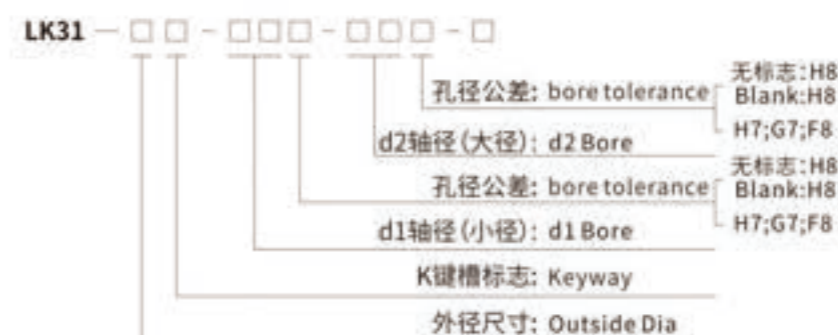 LK31 — □ □ - □ □ □ - □ □ □ - □
孔径公差: bore tolerance
无标志:H8
Blank:H8
H7;G7;F8
d2轴径(大径): d2 Bore
孔径公差: bore tolerance
无标志:H8
Blank:H8
H7;G7;F8
d1轴径(小径): d1 Bore
K键槽标志: Keyway
外径尺寸: Outside Dia